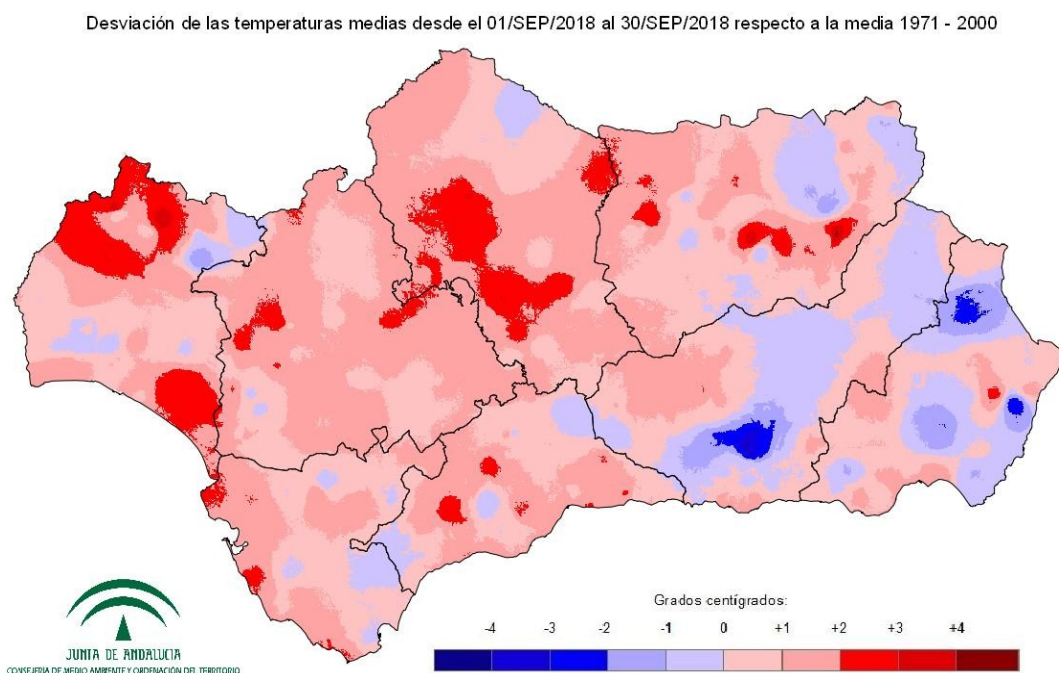 Desviación de las temperaturas medias desde el 01/SEP/2018 al 30/SEP/2018 respecto a la media 1971 - 2000
Grados centígrados:
-4 -3 -2 -1 0 +1 +2 +3 +4
JUNTA DE ANDALUCIA
CONSEJERÍA DE MEDIO AMBIENTE Y ORDENACIÓN DEL TERRITORIO